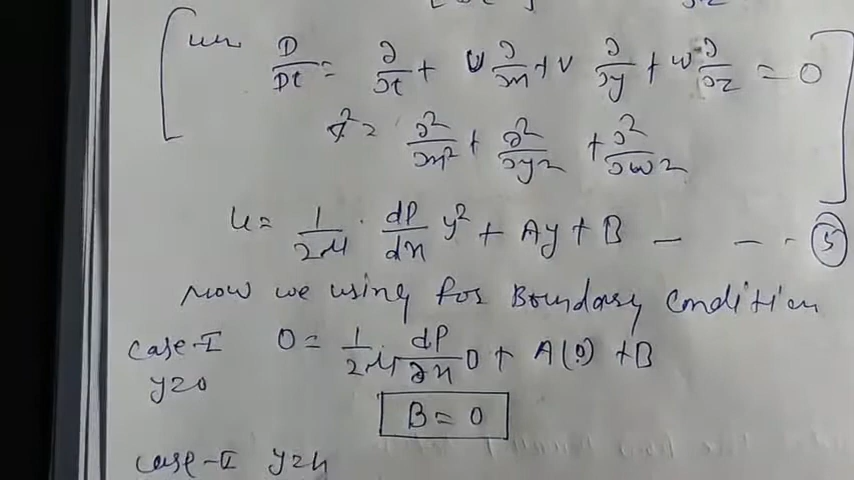 D/Dt = ∂/∂t + u ∂/∂x + v ∂/∂y + w ∂/∂z = 0
∇² = ∂²/∂x² + ∂²/∂y² + ∂²/∂w²
u = 1/2μ · dP/dx y² + Ay + B — — - (5)
Now we using for Boundary condition
case-I 0 = 1/2μ · dP/∂x 0 + A(0) + B
y=0
B = 0
case-II y=h